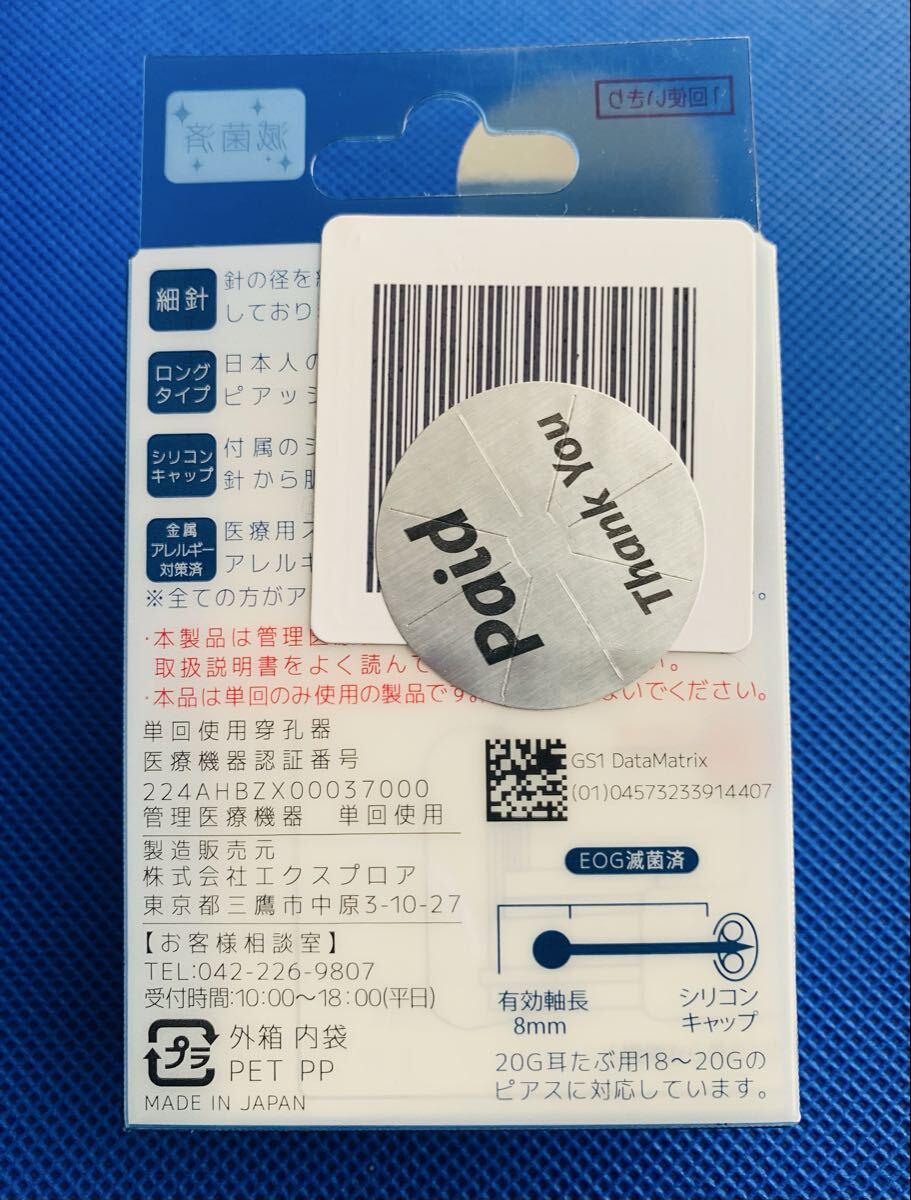 1回使いきり
滅菌済
細針
針の径を
しており
ロング
タイプ
日本人の
ピアッシ
シリコン
キャップ
付属のシ
針から肌
金属
アレルギー
対策済
医療用ス
アレルギ
※全ての方がア
。
・本製品は管理医
取扱説明書をよく読んで
い。
・本品は単回のみ使用の製品です。
ないでください。
Paid
Thank You
単回使用穿孔器
医療機器認証番号
224AHBZX00037000
管理医療機器 単回使用
製造販売元
株式会社エクスプロア
東京都三鷹市中原3-10-27
【お客様相談室】
TEL:042-226-9807
受付時間:10:00〜18:00(平日)
プラ
外箱 内袋
PET PP
MADE IN JAPAN
GS1 DataMatrix
(01)04573233914407
EOG滅菌済
有効軸長
8mm
シリコン
キャップ
20G耳たぶ用18〜20Gの
ピアスに対応しています。